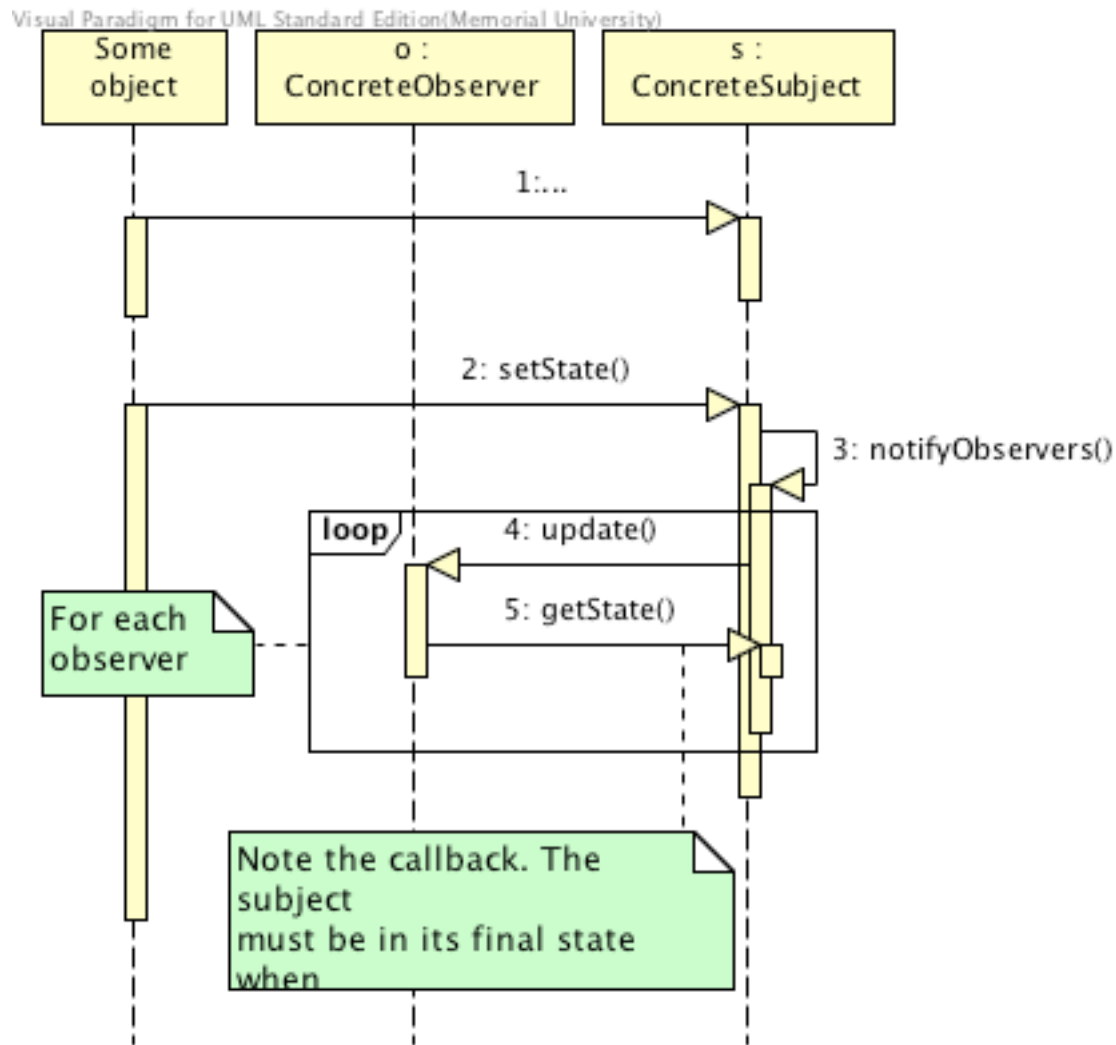 Visual Paradigm for UML Standard Edition(Memorial University)
Some
object
o :
ConcreteObserver
s :
ConcreteSubject
1:...
2: setState()
3: notifyObservers()
loop
4: update()
5: getState()
For each
observer
Note the callback. The
subject
must be in its final state
when